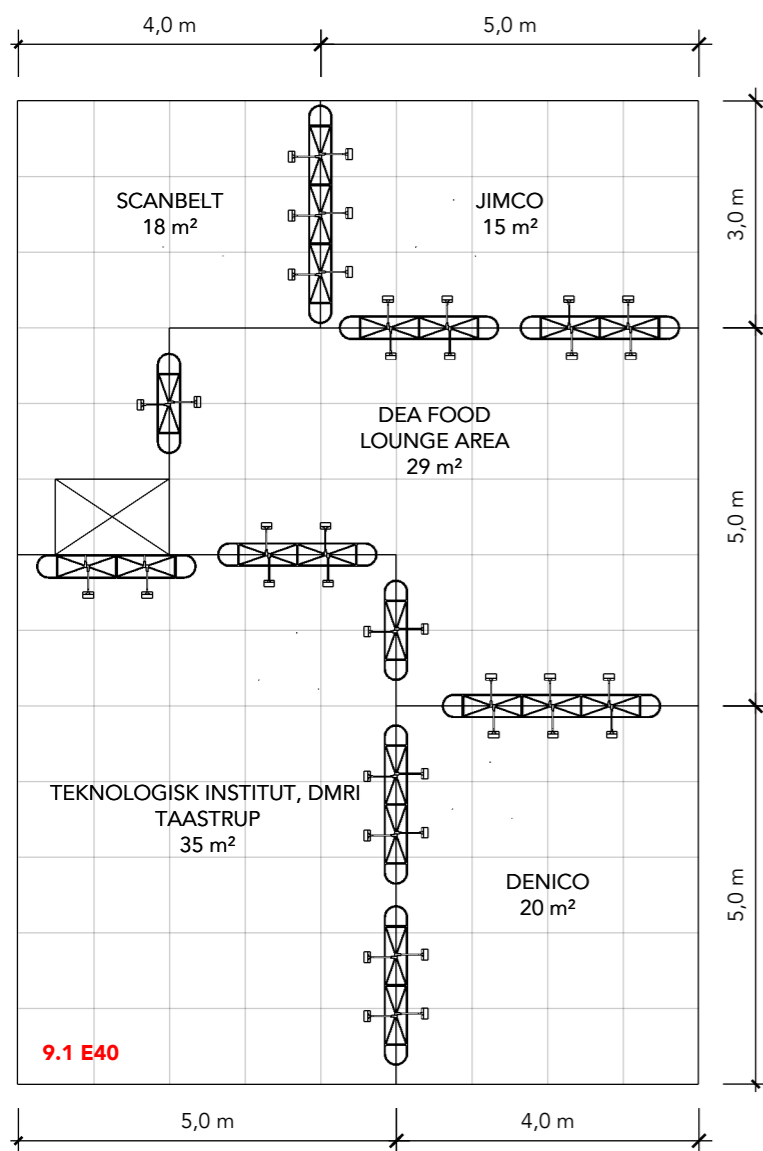 4,0 m
5,0 m
SCANBELT
18 m²
JIMCO
15 m²
3,0 m
DEA FOOD
LOUNGE AREA
29 m²
5,0 m
TEKNOLOGISK INSTITUT, DMRI
TAASTRUP
35 m²
DENICO
20 m²
5,0 m
9.1 E40
5,0 m
4,0 m